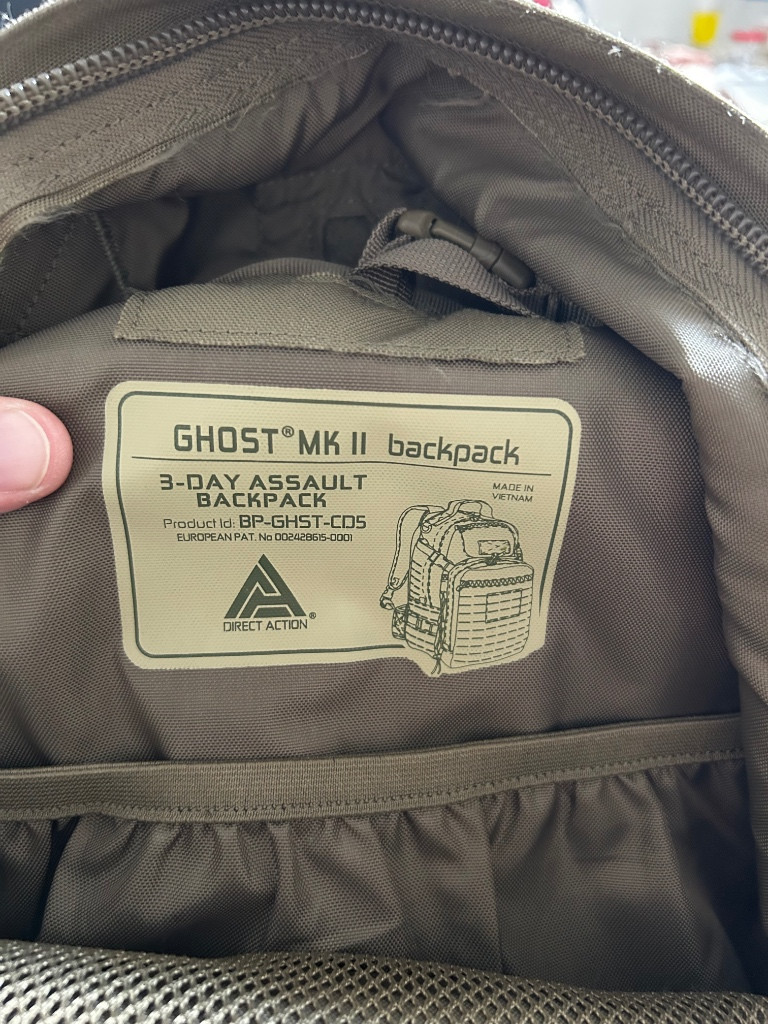 GHOST® MK II backpack
3-DAY ASSAULT
BACKPACK
Product Id: BP-GHST-CD5
EUROPEAN PAT. No 002428615-0001
MADE IN
VIETNAM
DIRECT ACTION®